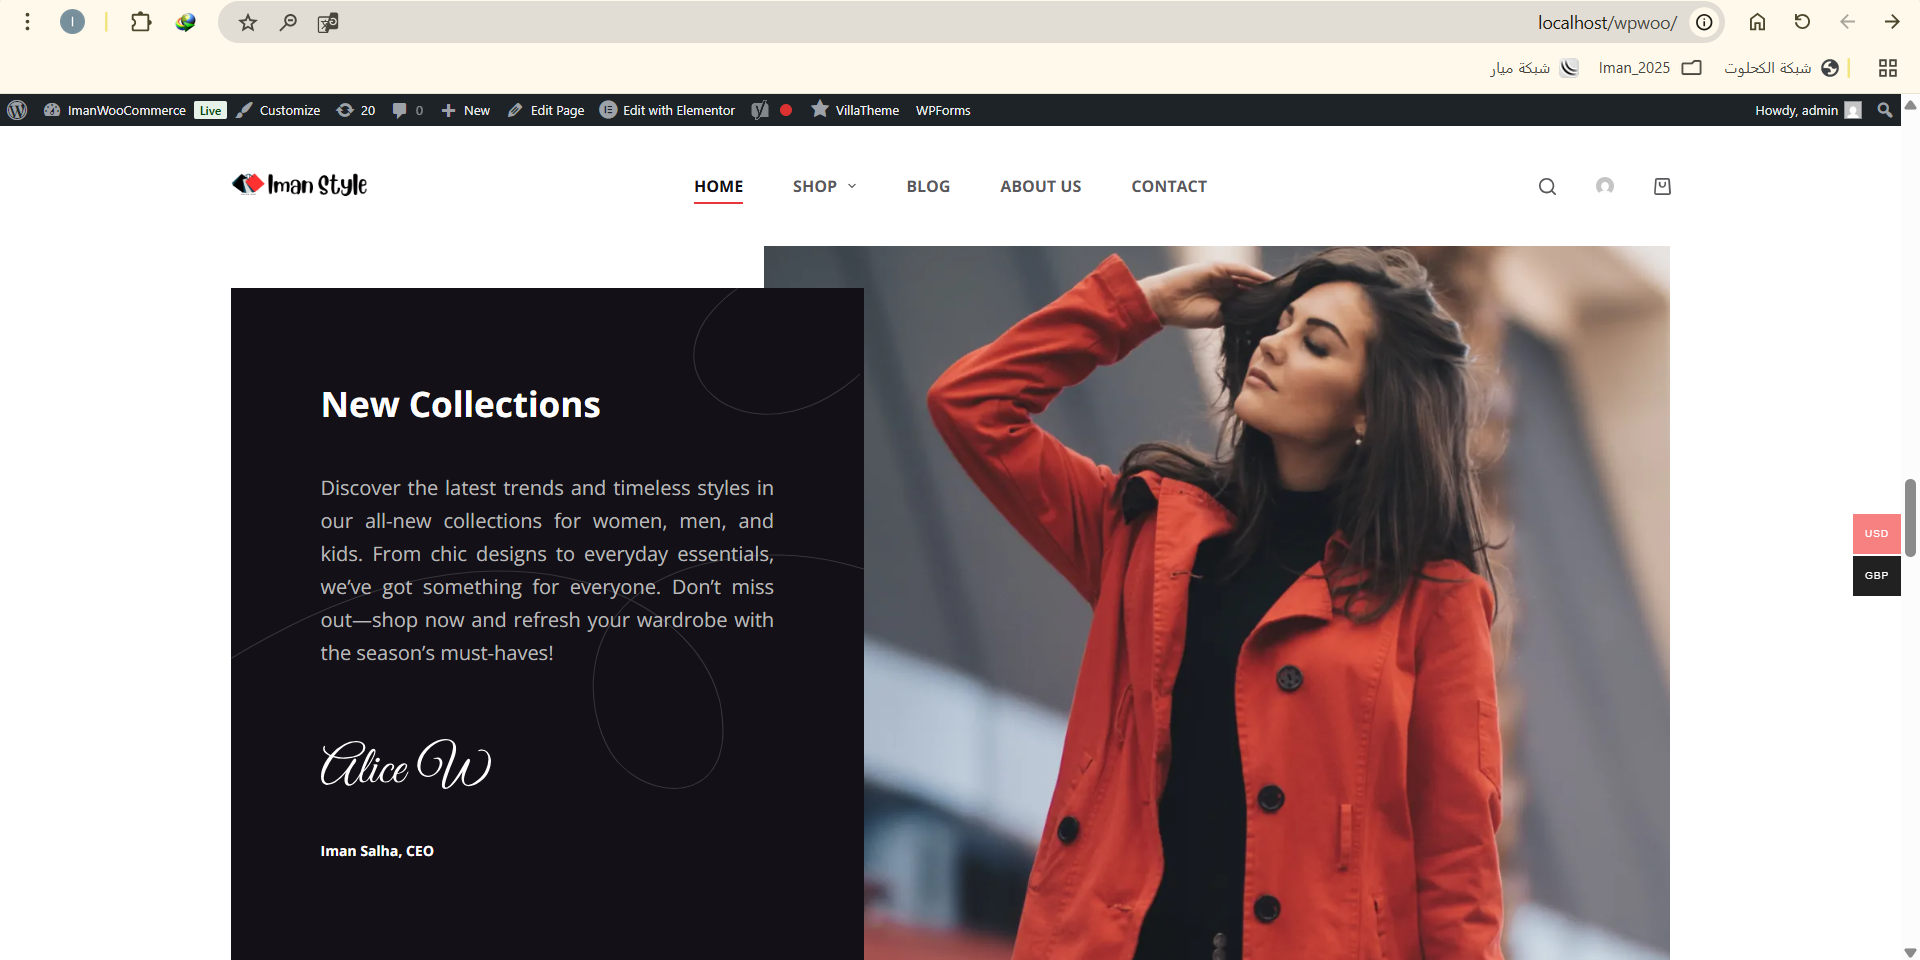 localhost/wpwoo/
شبكة الكحلوت
Iman_2025
شبكة ميار
ImanWooCommerce Live Customize 20 0 New Edit Page Edit with Elementor VillaTheme WPForms Howdy, admin
Iman Style
HOME SHOP BLOG ABOUT US CONTACT
New Collections
Discover the latest trends and timeless styles in
our all-new collections for women, men, and
kids. From chic designs to everyday essentials,
we’ve got something for everyone. Don’t miss
out—shop now and refresh your wardrobe with
the season’s must-haves!
Alice W
Iman Salha, CEO
USD
GBP